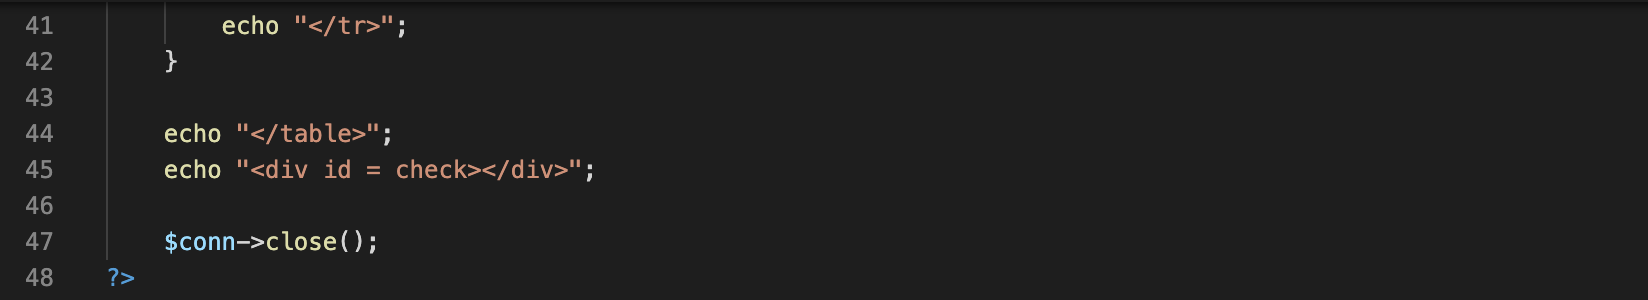 41 echo "</tr>";
42 }
43
44 echo "</table>";
45 echo "<div id = check></div>";
46
47 $conn->close();
48 ?>